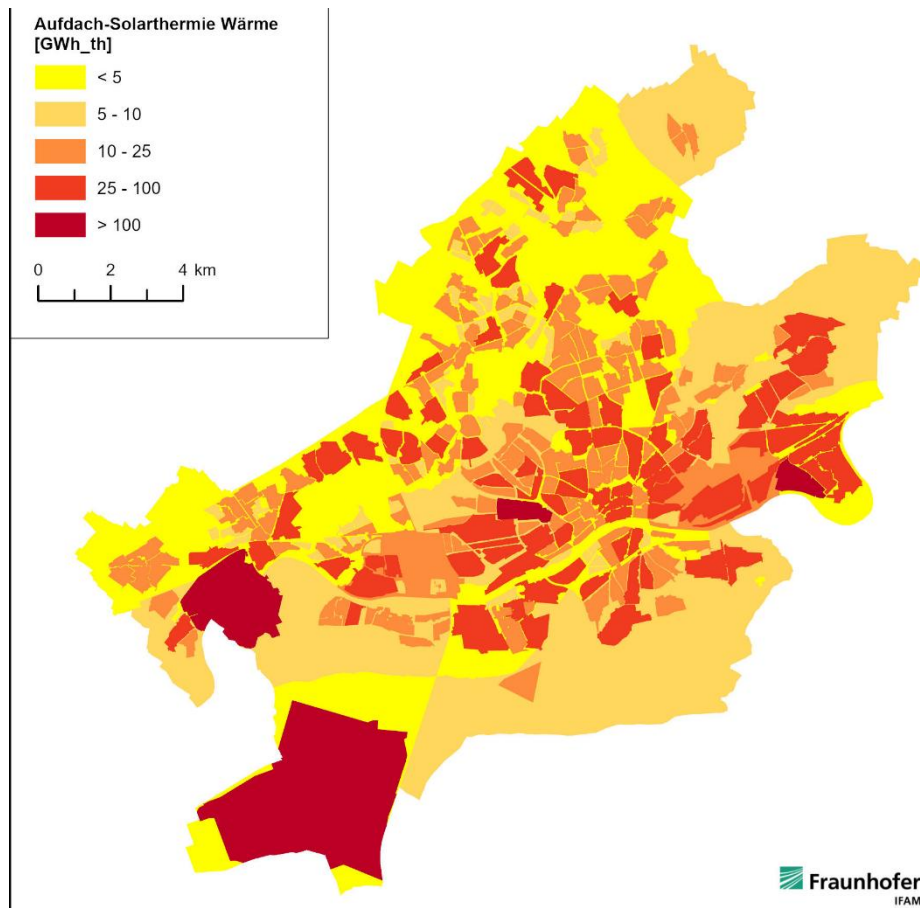 Aufdach-Solarthermie Wärme
[GWh_th]
< 5
5 - 10
10 - 25
25 - 100
> 100
0 2 4 km
Fraunhofer
IFAM